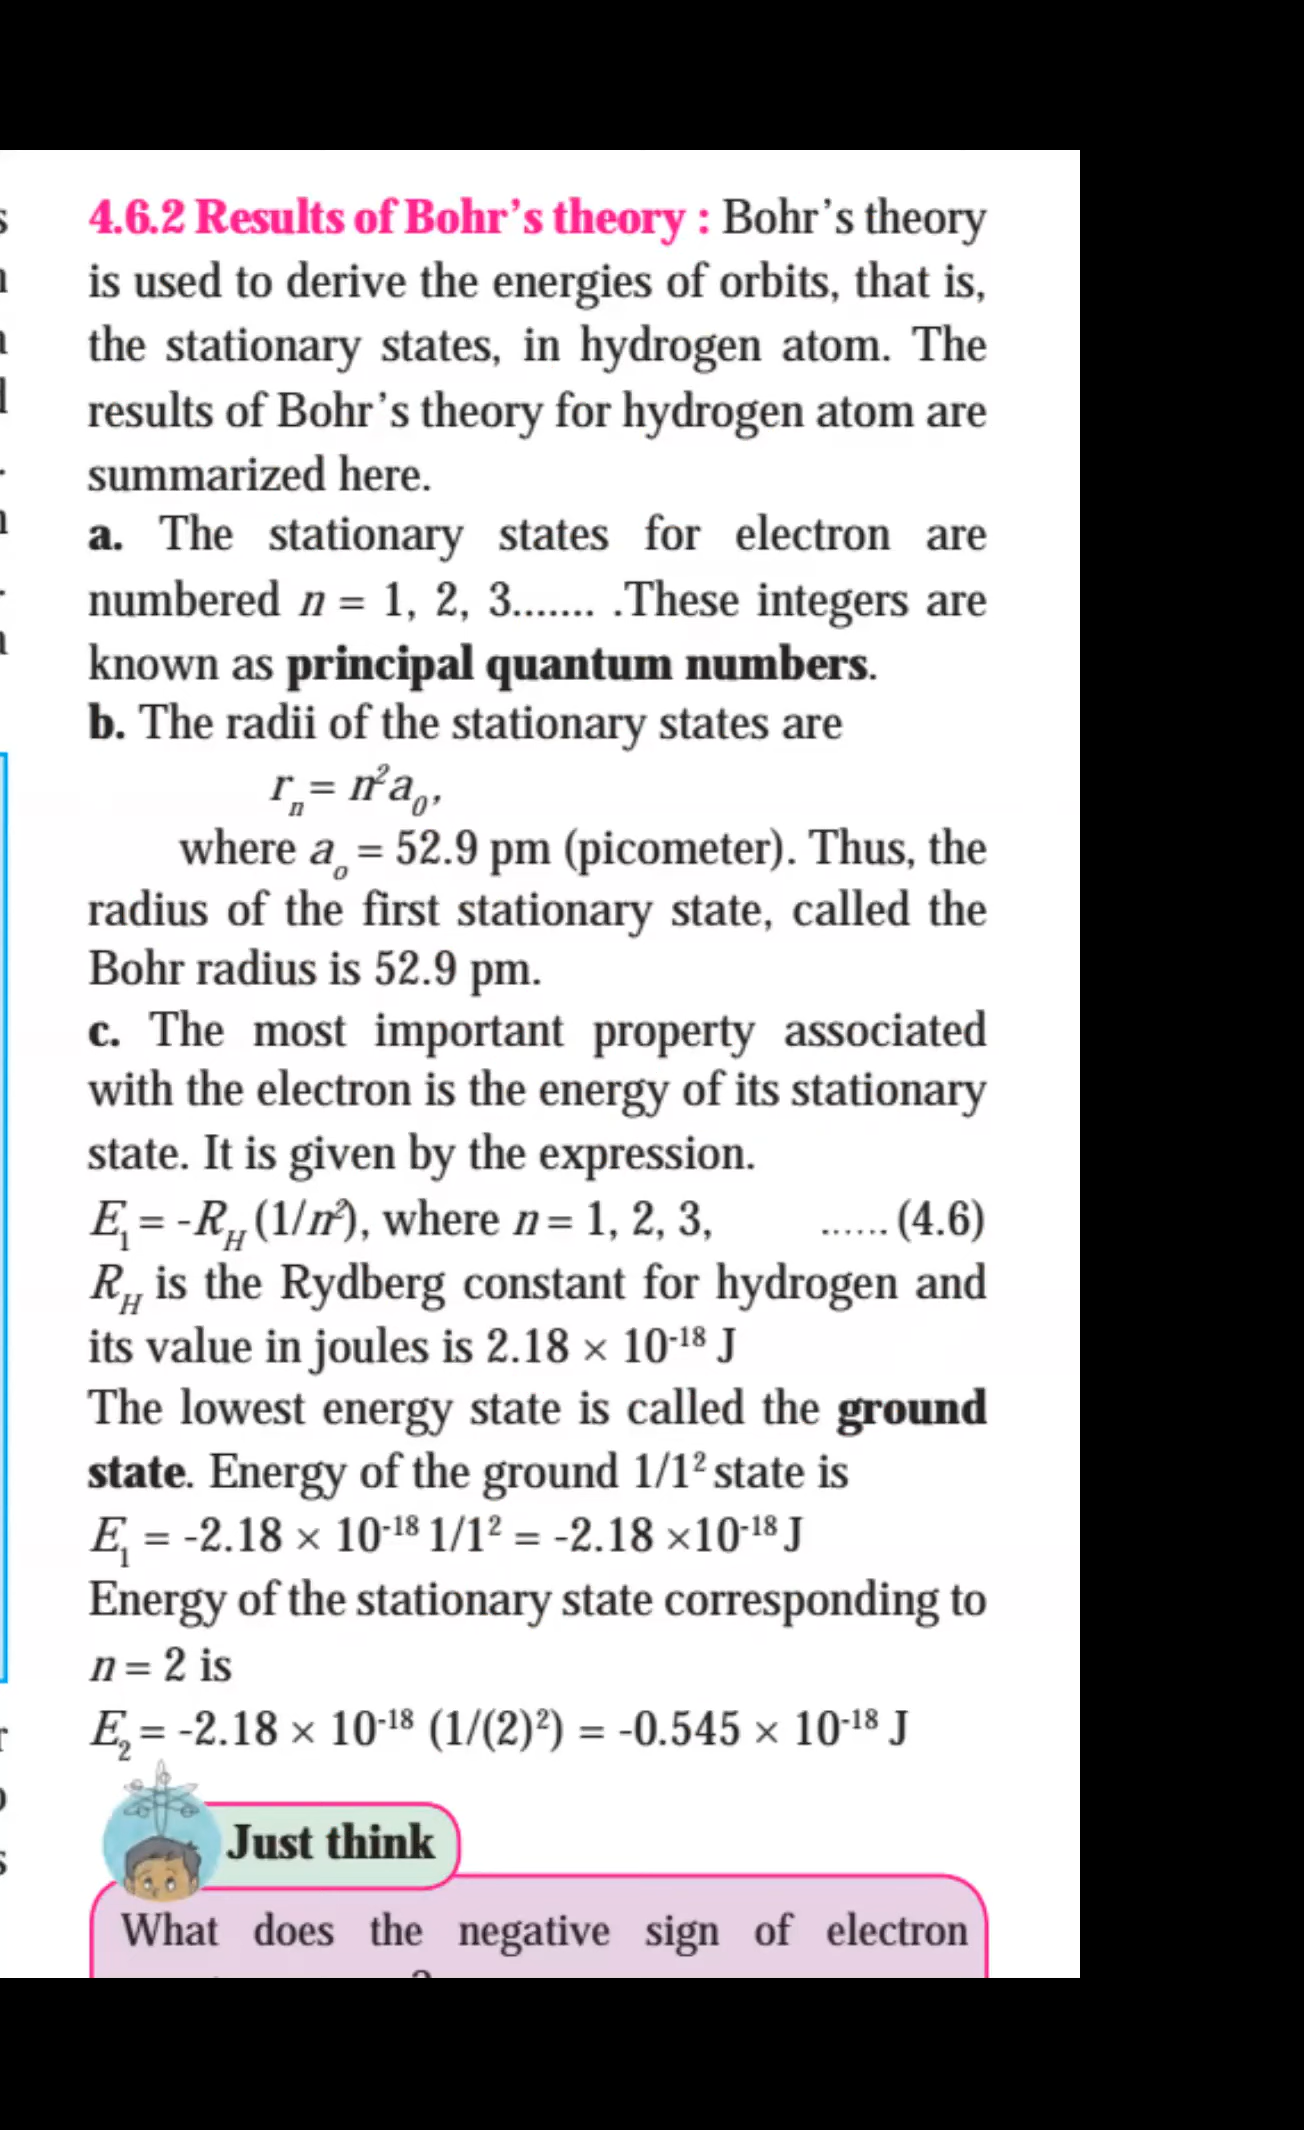 4.6.2 Results of Bohr's theory : Bohr's theory
is used to derive the energies of orbits, that is,
the stationary states, in hydrogen atom. The
results of Bohr's theory for hydrogen atom are
summarized here.
a. The stationary states for electron are
numbered n = 1, 2, 3....... .These integers are
known as principal quantum numbers.
b. The radii of the stationary states are
rₙ = n²a₀,
where aₒ = 52.9 pm (picometer). Thus, the
radius of the first stationary state, called the
Bohr radius is 52.9 pm.
c. The most important property associated
with the electron is the energy of its stationary
state. It is given by the expression.
E₁ = -R_H (1/n²), where n = 1, 2, 3, ...... (4.6)
R_H is the Rydberg constant for hydrogen and
its value in joules is 2.18 × 10⁻¹⁸ J
The lowest energy state is called the ground
state. Energy of the ground 1/1² state is
E₁ = -2.18 × 10⁻¹⁸ 1/1² = -2.18 ×10⁻¹⁸ J
Energy of the stationary state corresponding to
n = 2 is
E₂ = -2.18 × 10⁻¹⁸ (1/(2)²) = -0.545 × 10⁻¹⁸ J
Just think
What does the negative sign of electron